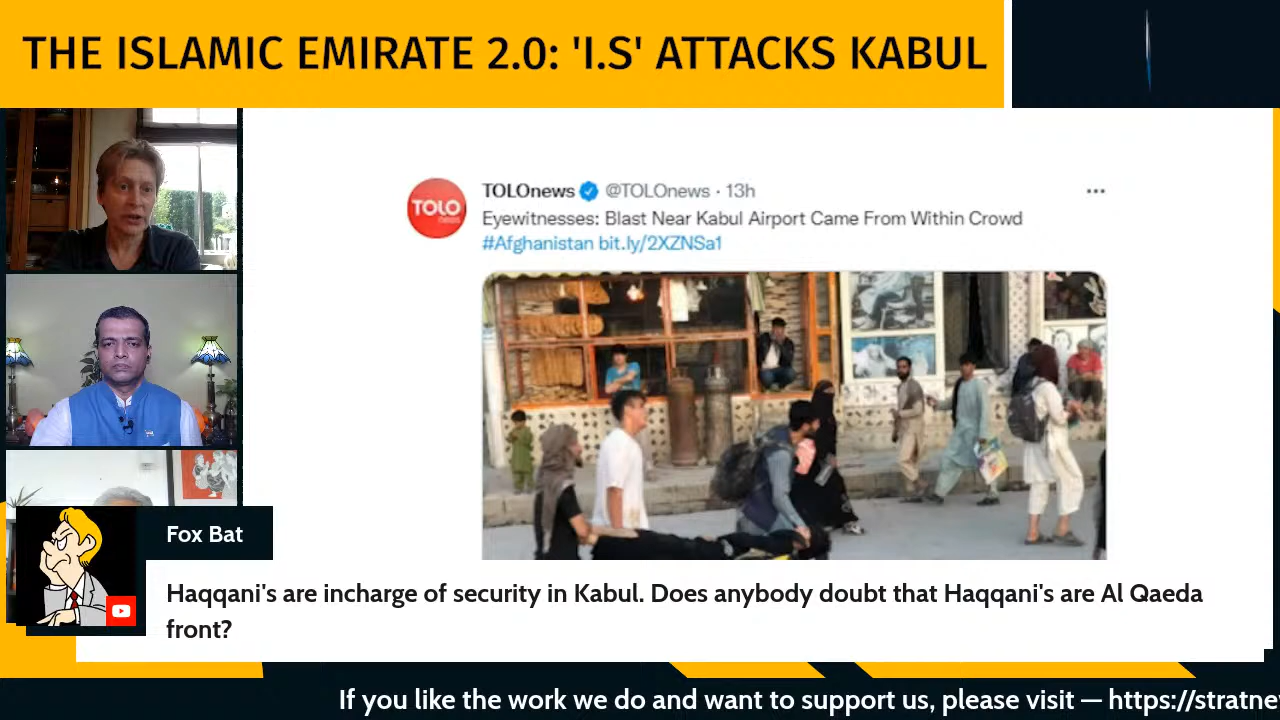 THE ISLAMIC EMIRATE 2.0: 'I.S' ATTACKS KABUL
TOLO
news
TOLOnews @TOLOnews · 13h
Eyewitnesses: Blast Near Kabul Airport Came From Within Crowd
#Afghanistan bit.ly/2XZNSa1
Fox Bat
Haqqani's are incharge of security in Kabul. Does anybody doubt that Haqqani's are Al Qaeda
front?
If you like the work we do and want to support us, please visit — https://stratne